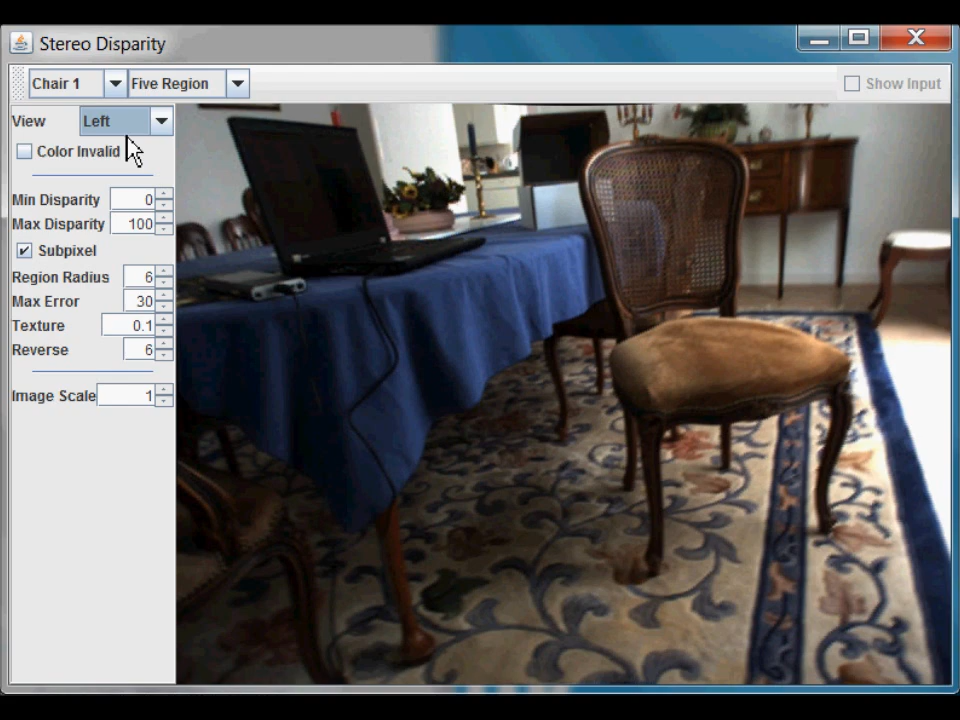 Stereo Disparity
Chair 1 Five Region Show Input
View Left
Color Invalid
Min Disparity 0
Max Disparity 100
Subpixel
Region Radius 6
Max Error 30
Texture 0.1
Reverse 6
Image Scale 1